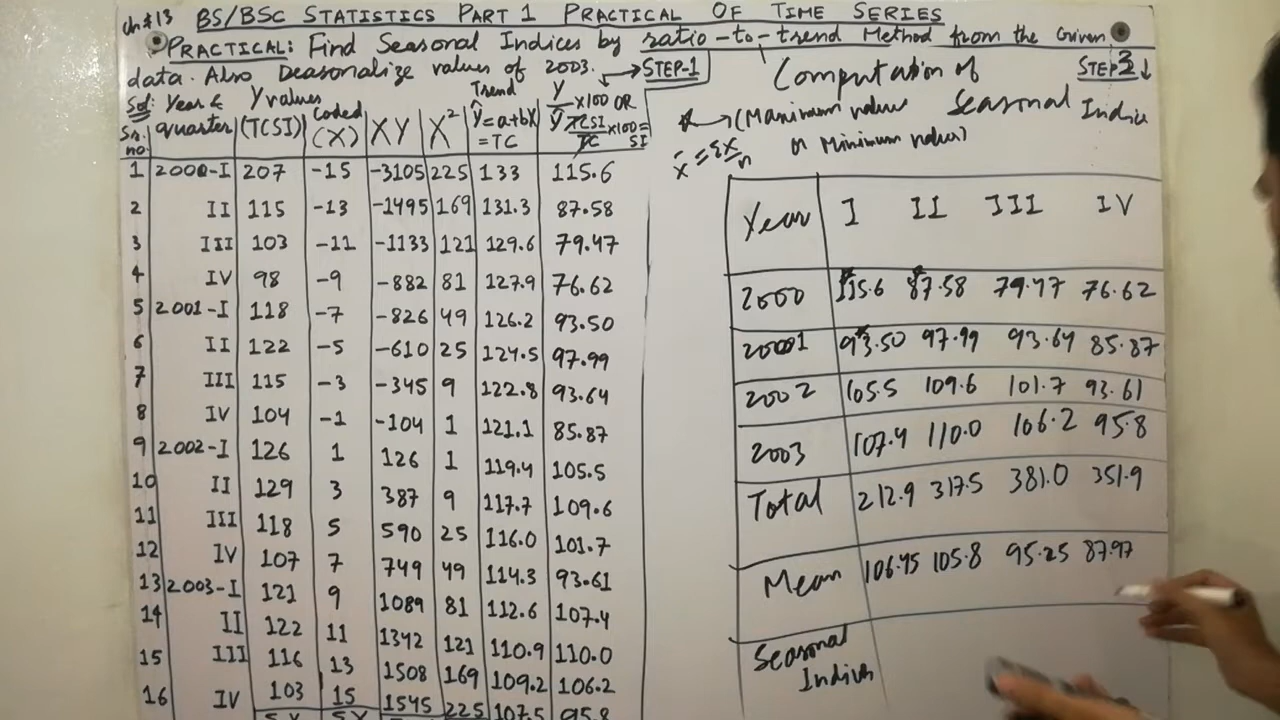 Ch # 13 BS/BSC STATISTICS PART 1 PRACTICAL OF TIME SERIES
PRACTICAL: Find Seasonal Indices by ratio-to-trend Method from the Given
data. Also Deasonalize values of 2003. → STEP-1
Sol: Year & quarter Y values (TCSI) Coded (X) XY X² Trend Ŷ=a+bX =TC Y/Ŷ×100 OR TCSI/TC×100=SI
Sr. no.
1 2000-I 207 -15 -3105 225 133 115.6
2 II 115 -13 -1495 169 131.3 87.58
3 III 103 -11 -1133 121 129.6 79.47
4 IV 98 -9 -882 81 127.9 76.62
5 2001-I 118 -7 -826 49 126.2 93.50
6 II 122 -5 -610 25 124.5 97.99
7 III 115 -3 -345 9 122.8 93.64
8 IV 104 -1 -104 1 121.1 85.87
9 2002-I 126 1 126 1 119.4 105.5
10 II 129 3 387 9 117.7 109.6
11 III 118 5 590 25 116.0 101.7
12 IV 107 7 749 49 114.3 93.61
13 2003-I 121 9 1089 81 112.6 107.4
14 II 122 11 1342 121 110.9 110.0
15 III 116 13 1508 169 109.2 106.2
16 IV 103 15 1545 225 107.5 95.8
Computation of STEP 3 ↓
Seasonal Indice
* → (Maximum values
or Minimum values)
x̄ = Σx/n
Year I II III IV
2000 115.6 87.58 79.47 76.62
20001 93.50 97.99 93.64 85.87
2002 105.5 109.6 101.7 93.61
2003 107.4 110.0 106.2 95.8
Total 212.9 317.5 381.0 351.9
Mean 106.45 105.8 95.25 87.97
Seasonal
Indices